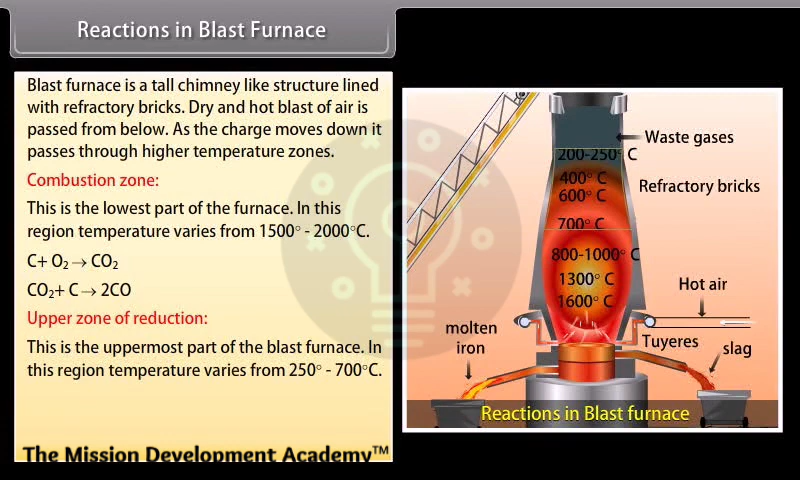 Reactions in Blast Furnace
Blast furnace is a tall chimney like structure lined
with refractory bricks. Dry and hot blast of air is
passed from below. As the charge moves down it
passes through higher temperature zones.
Combustion zone:
This is the lowest part of the furnace. In this
region temperature varies from 1500° - 2000°C.
C+ O₂ → CO₂
CO₂+ C → 2CO
Upper zone of reduction:
This is the uppermost part of the blast furnace. In
this region temperature varies from 250° - 700°C.
The Mission Development Academy™
Waste gases
200-250° C
400° C
Refractory bricks
600° C
700° C
800-1000° C
1300° C
Hot air
1600° C
molten
iron
Tuyeres
slag
Reactions in Blast furnace